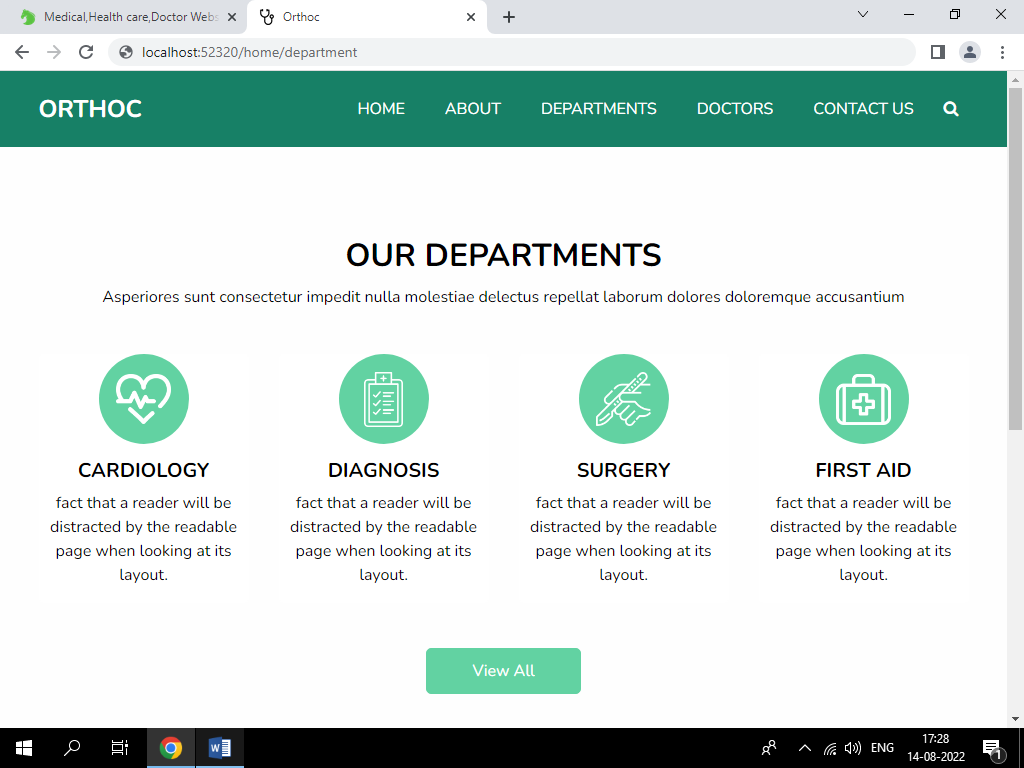 Medical,Health care,Doctor Webs
Orthoc
localhost:52320/home/department
ORTHOC
HOME
ABOUT
DEPARTMENTS
DOCTORS
CONTACT US
OUR DEPARTMENTS
Asperiores sunt consectetur impedit nulla molestiae delectus repellat laborum dolores doloremque accusantium
CARDIOLOGY
fact that a reader will be
distracted by the readable
page when looking at its
layout.
DIAGNOSIS
fact that a reader will be
distracted by the readable
page when looking at its
layout.
SURGERY
fact that a reader will be
distracted by the readable
page when looking at its
layout.
FIRST AID
fact that a reader will be
distracted by the readable
page when looking at its
layout.
View All
W
ENG
17:28
14-08-2022
1